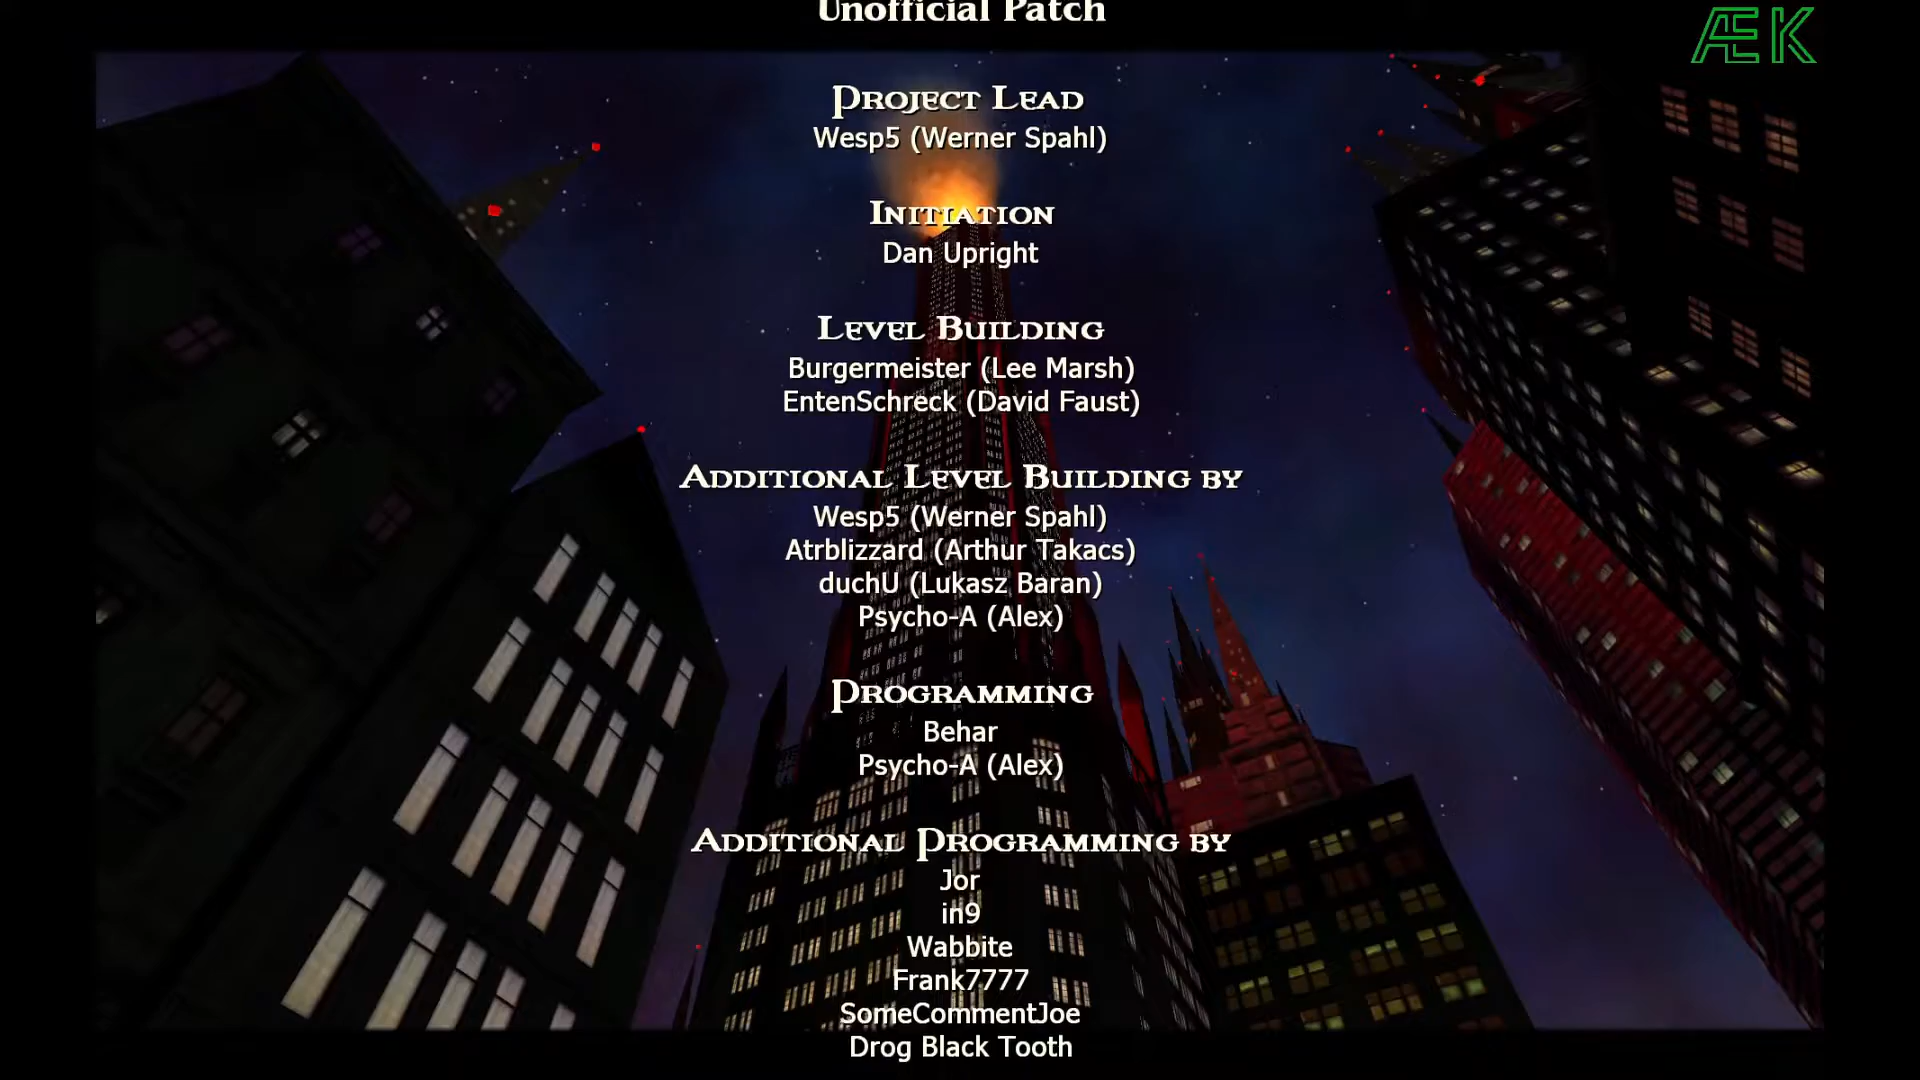 Unofficial Patch
ÆK
Project Lead
Wesp5 (Werner Spahl)
Initiation
Dan Upright
Level Building
Burgermeister (Lee Marsh)
EntenSchreck (David Faust)
Additional Level Building by
Wesp5 (Werner Spahl)
Atrblizzard (Arthur Takacs)
duchU (Lukasz Baran)
Psycho-A (Alex)
Programming
Behar
Psycho-A (Alex)
Additional Programming by
Jor
in9
Wabbite
Frank7777
SomeCommentJoe
Drog Black Tooth